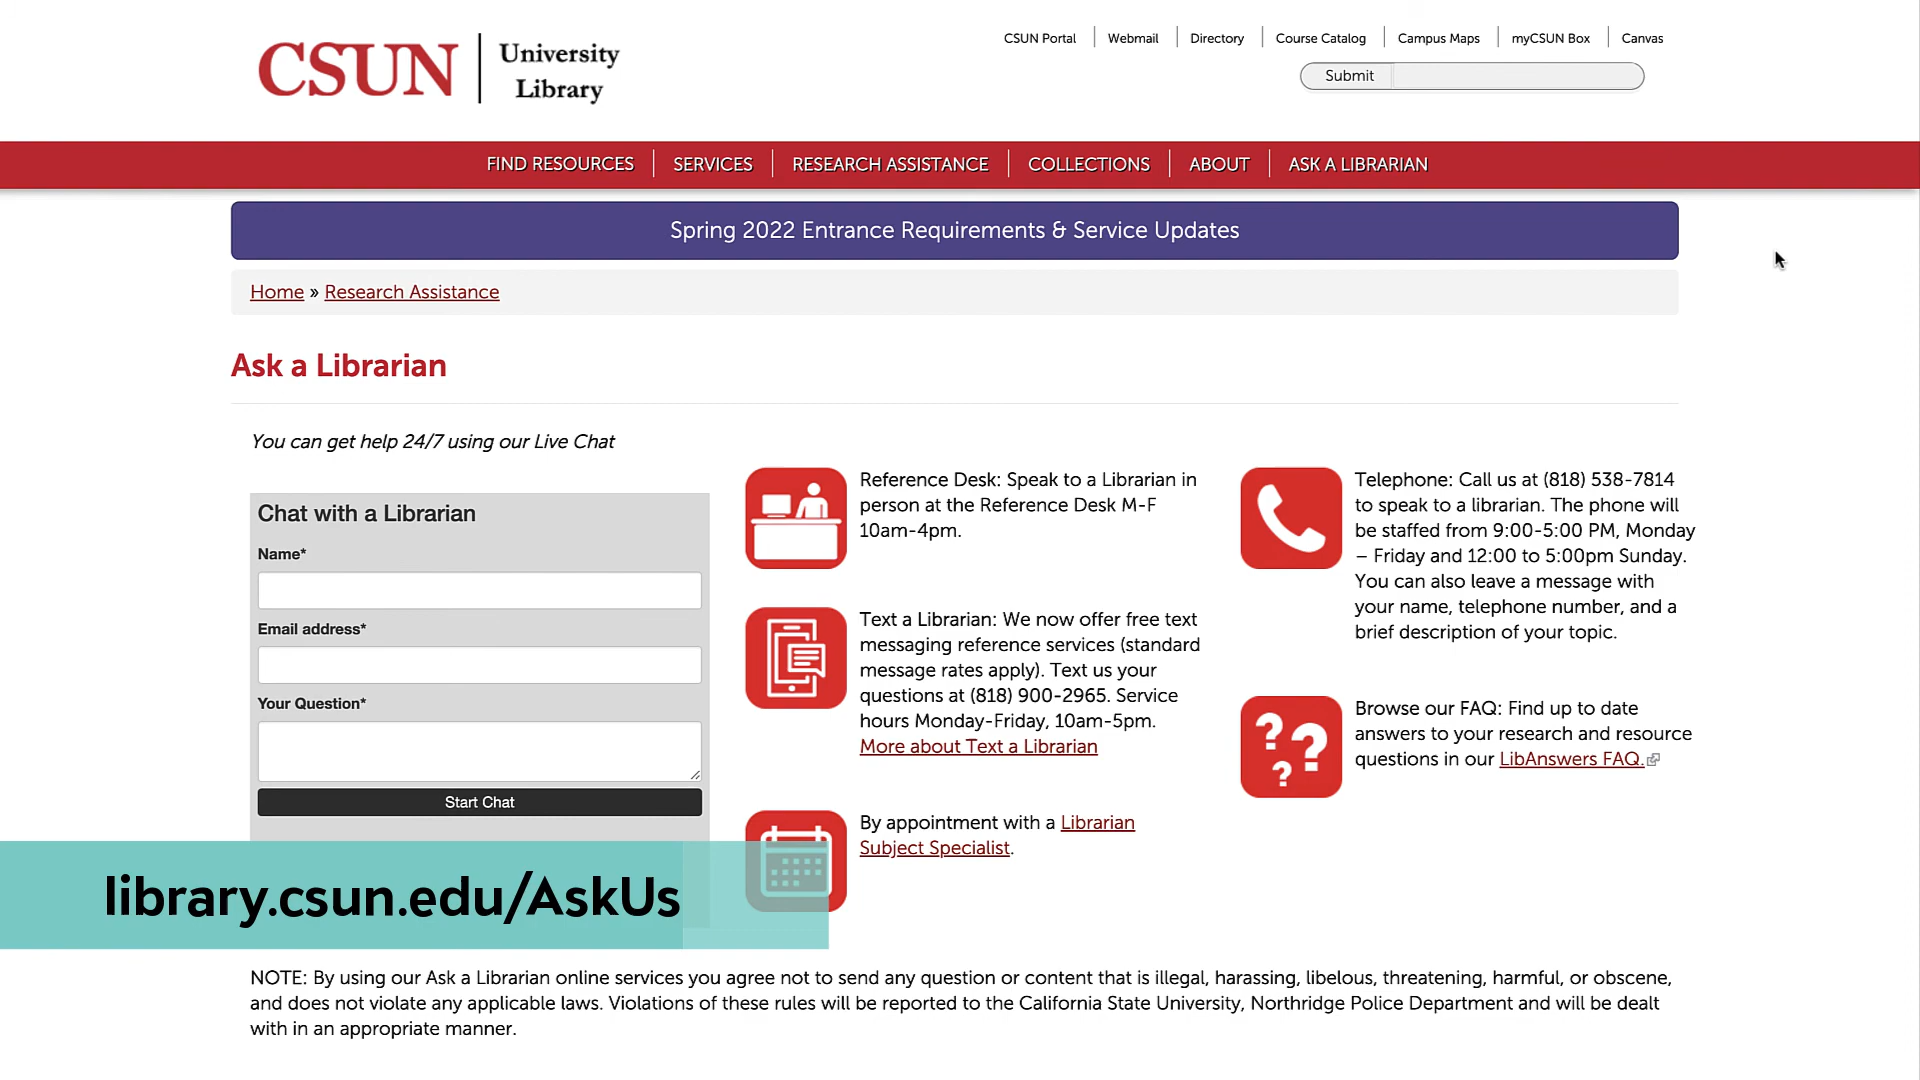 CSUN
University
Library
CSUN Portal
Webmail
Directory
Course Catalog
Campus Maps
myCSUN Box
Canvas
Submit
FIND RESOURCES
SERVICES
RESEARCH ASSISTANCE
COLLECTIONS
ABOUT
ASK A LIBRARIAN
Spring 2022 Entrance Requirements & Service Updates
Home » Research Assistance
Ask a Librarian
You can get help 24/7 using our Live Chat
Chat with a Librarian
Name*
Email address*
Your Question*
Start Chat
Reference Desk: Speak to a Librarian in
person at the Reference Desk M-F
10am-4pm.
Text a Librarian: We now offer free text
messaging reference services (standard
message rates apply). Text us your
questions at (818) 900-2965. Service
hours Monday-Friday, 10am-5pm.
More about Text a Librarian
By appointment with a Librarian
Subject Specialist.
Telephone: Call us at (818) 538-7814
to speak to a librarian. The phone will
be staffed from 9:00-5:00 PM, Monday
– Friday and 12:00 to 5:00pm Sunday.
You can also leave a message with
your name, telephone number, and a
brief description of your topic.
? ? ?
Browse our FAQ: Find up to date
answers to your research and resource
questions in our LibAnswers FAQ.
library.csun.edu/AskUs
NOTE: By using our Ask a Librarian online services you agree not to send any question or content that is illegal, harassing, libelous, threatening, harmful, or obscene,
and does not violate any applicable laws. Violations of these rules will be reported to the California State University, Northridge Police Department and will be dealt
with in an appropriate manner.